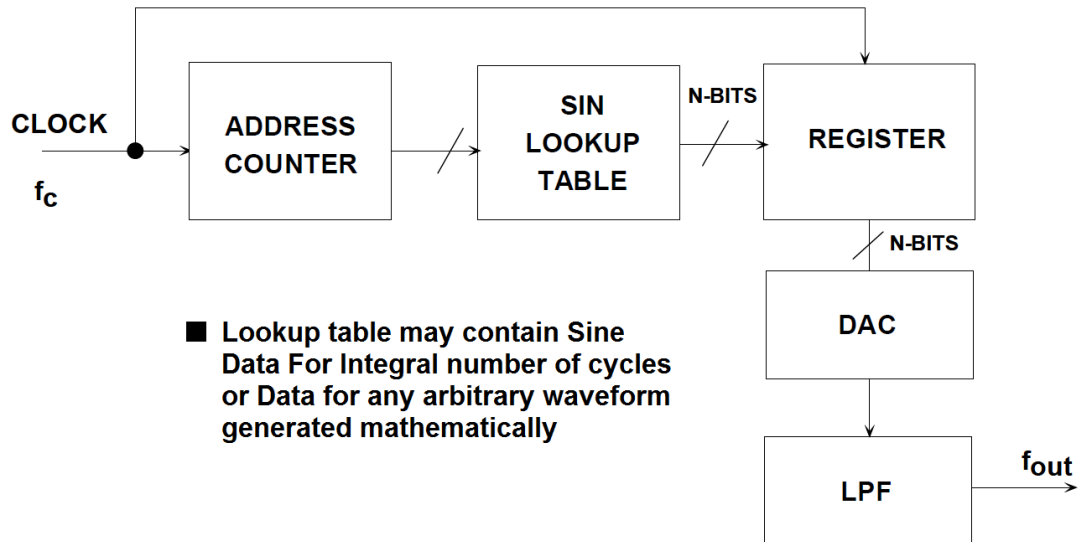 CLOCK
fc
ADDRESS
COUNTER
SIN
LOOKUP
TABLE
N-BITS
REGISTER
N-BITS
DAC
LPF
fout
■ Lookup table may contain Sine
Data For Integral number of cycles
or Data for any arbitrary waveform
generated mathematically